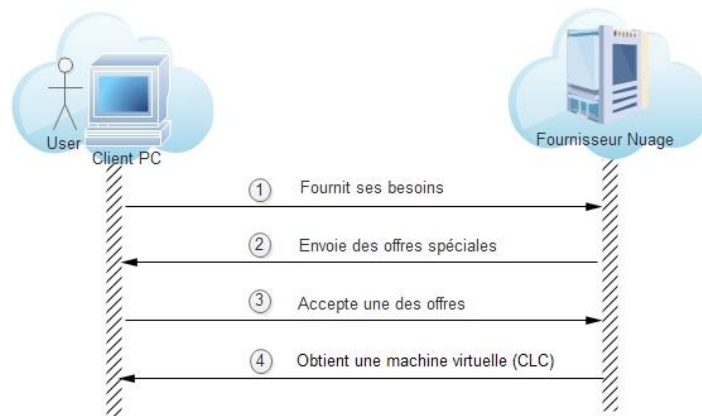 User
Client PC
Fournisseur Nuage
1 Fournit ses besoins
2 Envoie des offres spéciales
3 Accepte une des offres
4 Obtient une machine virtuelle (CLC)